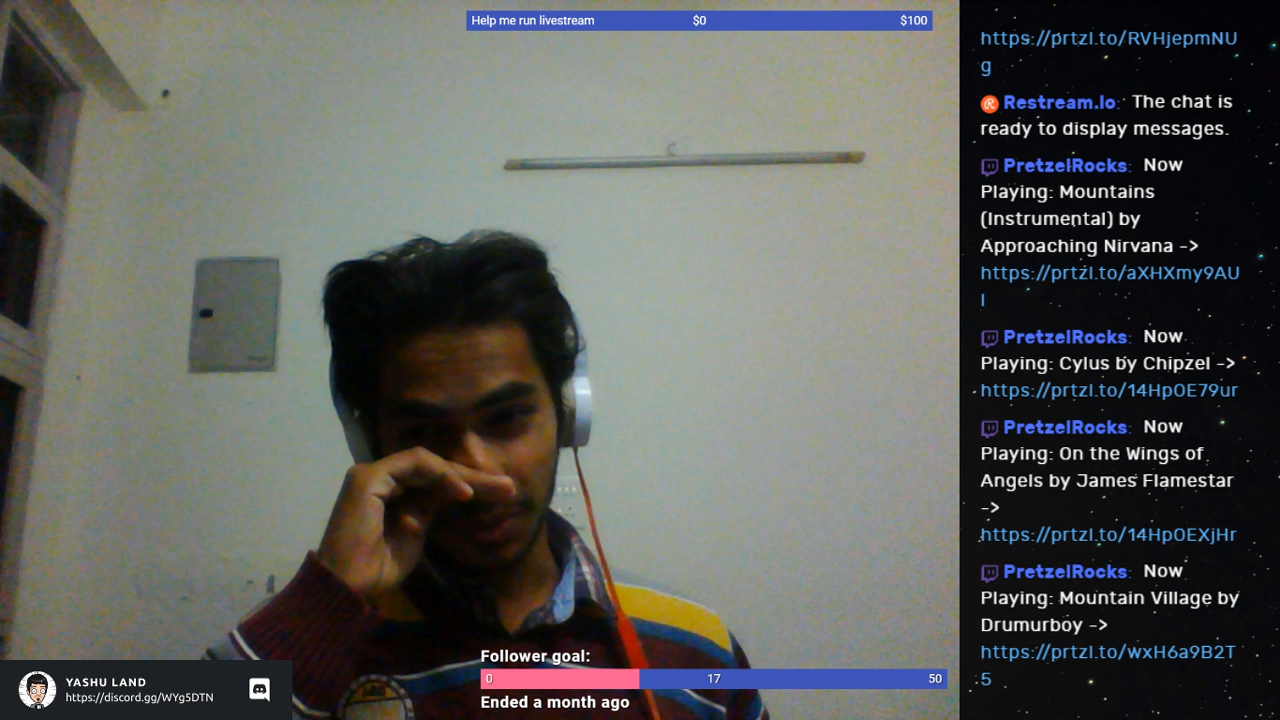 Help me run livestream $0 $100
https://prtzl.to/RVHjepmNU
g
Restream.Io: The chat is
ready to display messages.
PretzelRocks: Now
Playing: Mountains
(Instrumental) by
Approaching Nirvana ->
https://prtzl.to/aXHXmy9AU
l
PretzelRocks: Now
Playing: Cylus by Chipzel ->
https://prtzl.to/14HpOE79ur
PretzelRocks: Now
Playing: On the Wings of
Angels by James Flamestar
->
https://prtzl.to/14HpOEXjHr
PretzelRocks: Now
Playing: Mountain Village by
Drumurboy ->
https://prtzl.to/wxH6a9B2T
5
Follower goal:
0 17 50
Ended a month ago
YASHU LAND
https://discord.gg/WYg5DTN